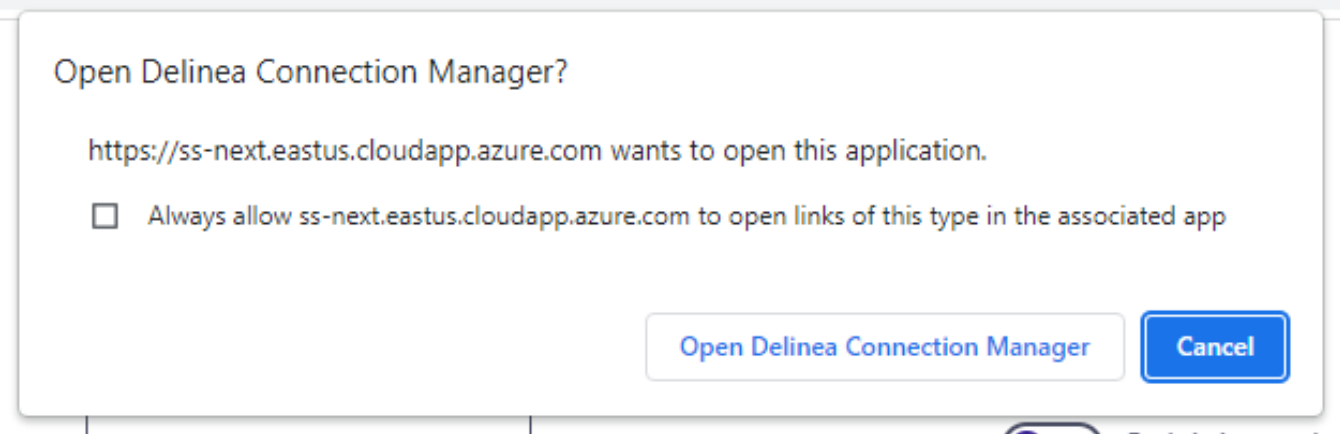 Open Delinea Connection Manager?
https://ss-next.eastus.cloudapp.azure.com wants to open this application.
Always allow ss-next.eastus.cloudapp.azure.com to open links of this type in the associated app
Open Delinea Connection Manager
Cancel